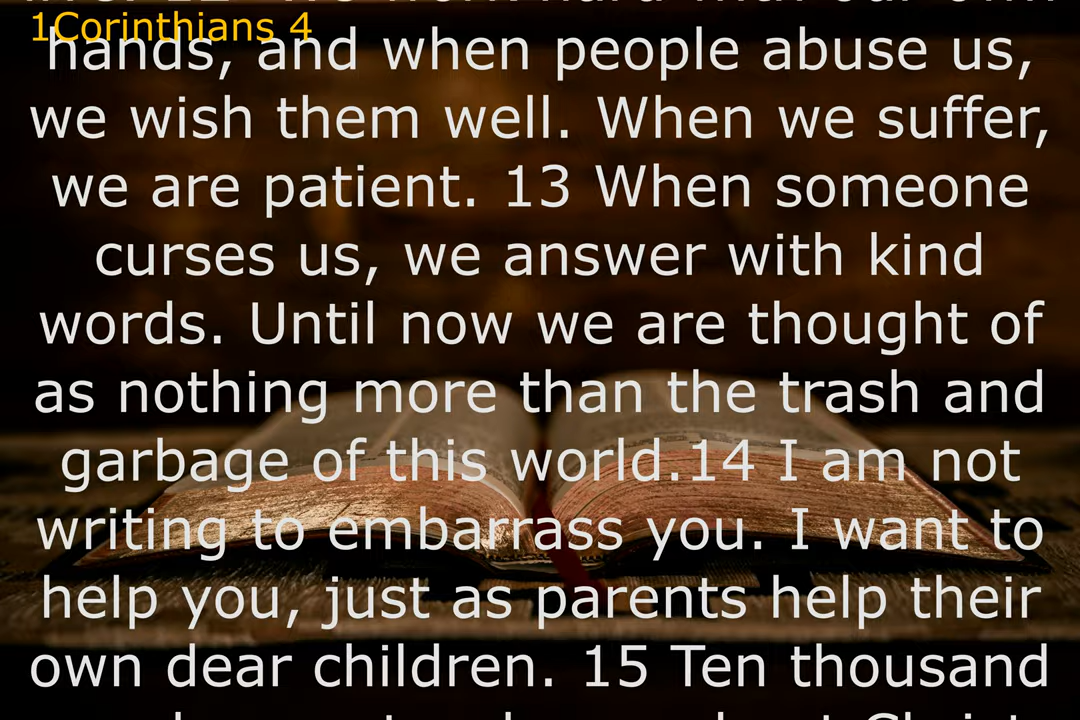 1Corinthians 4
hands, and when people abuse us,
we wish them well. When we suffer,
we are patient. 13 When someone
curses us, we answer with kind
words. Until now we are thought of
as nothing more than the trash and
garbage of this world.14 I am not
writing to embarrass you. I want to
help you, just as parents help their
own dear children. 15 Ten thousand